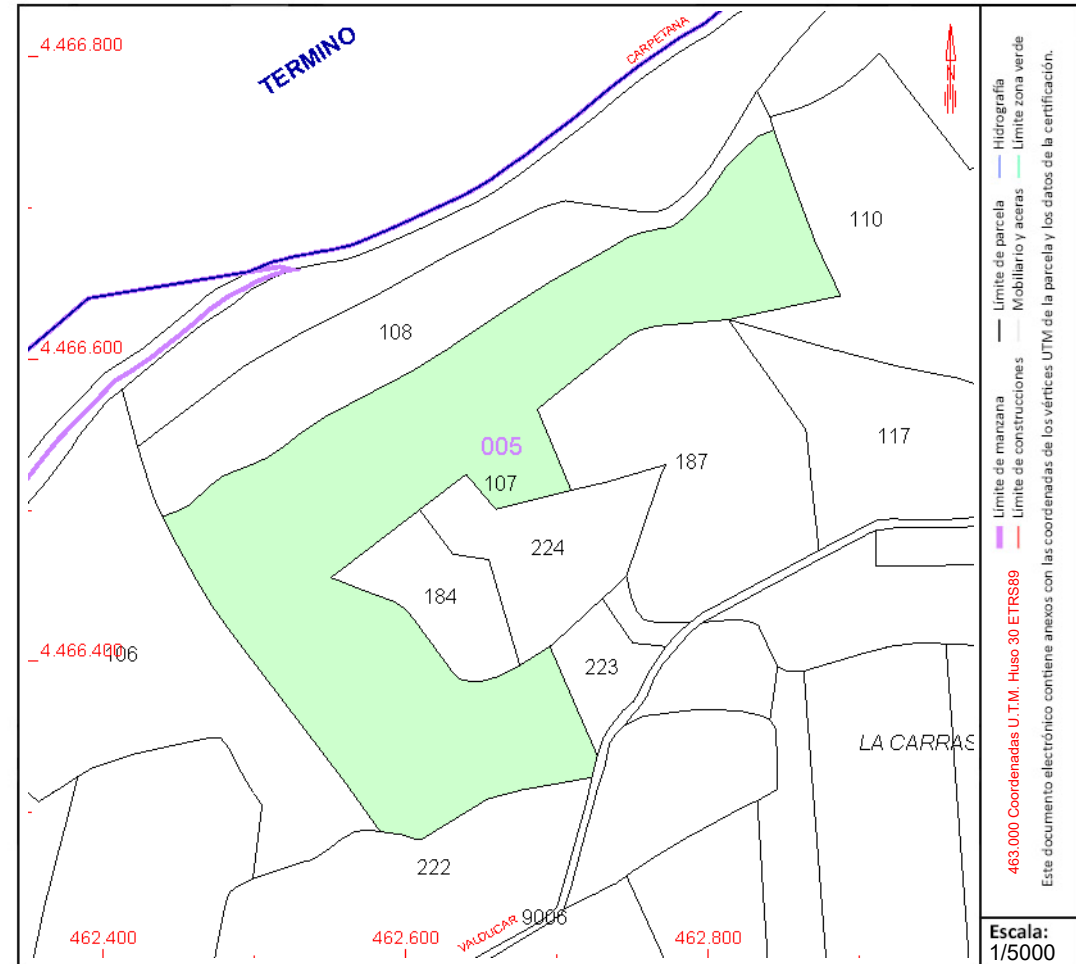 4.466.800
TERMINO
CARPETANA
110
108
4.466.600
117
005
187
107
224
184
4.466.400
106
223
LA CARRAS
222
9006
VALDUCAR
462.400
462.600
462.800
N
Límite de manzana
Límite de parcela
Hidrografía
Límite de construcciones
Mobiliario y aceras
Límite zona verde
463.000 Coordenadas U.T.M. Huso 30 ETRS89
Este documento electrónico contiene anexos con las coordenadas de los vértices UTM de la parcela y los datos de la certificación.
Escala:
1/5000